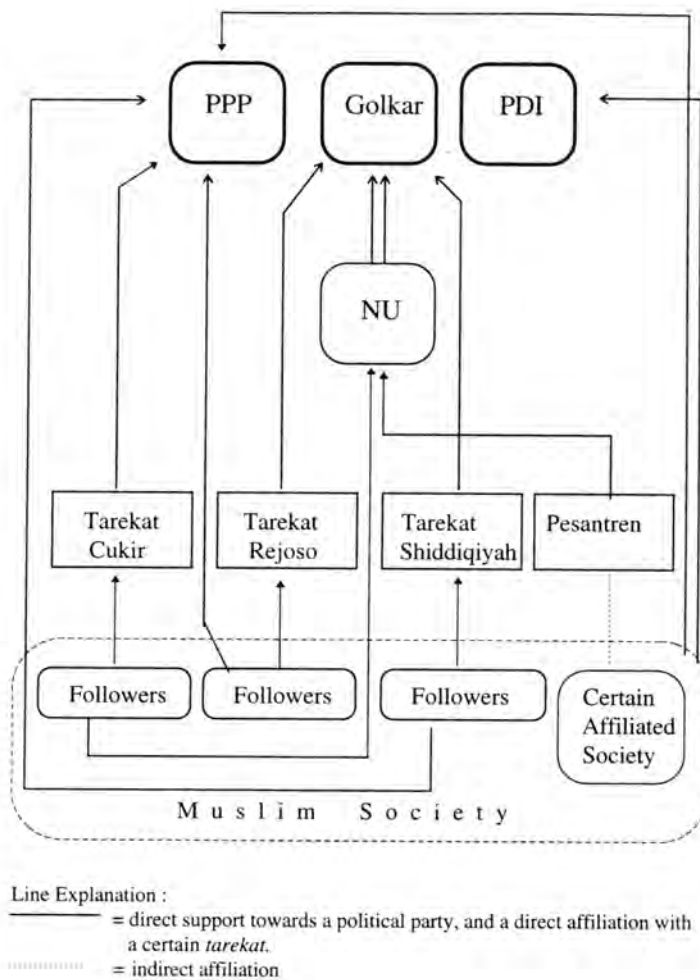 PPP
Golkar
PDI
NU
Tarekat
Cukir
Tarekat
Rejoso
Tarekat
Shiddiqiyah
Pesantren
Followers
Followers
Followers
Certain
Affiliated
Society
Muslim Society
Line Explanation :
= direct support towards a political party, and a direct affiliation with
a certain tarekat.
= indirect affiliation